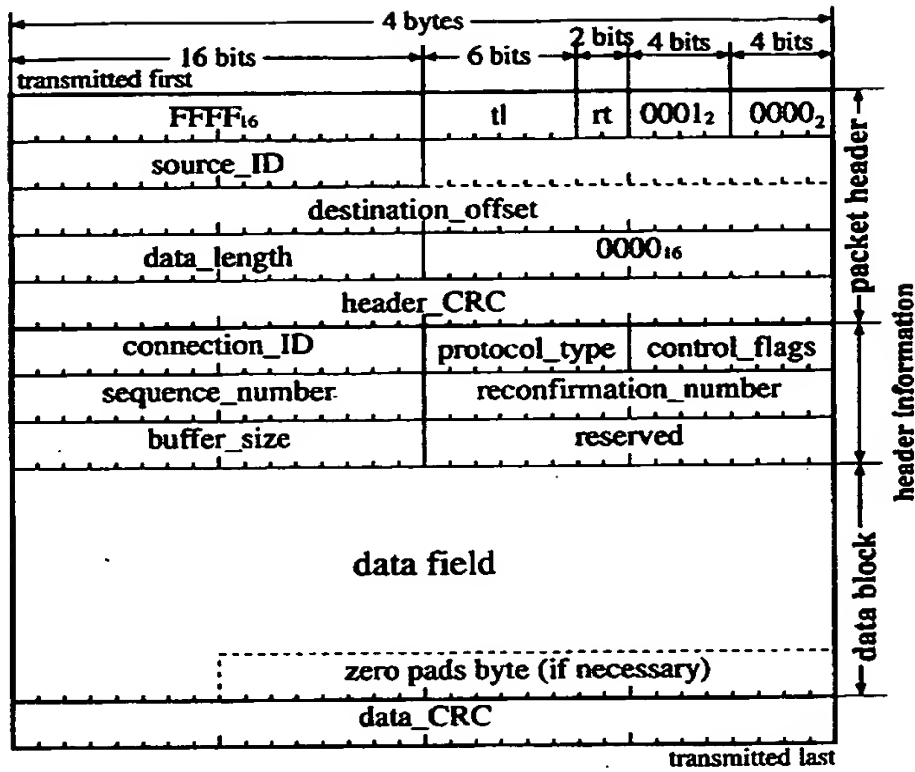 4 bytes
16 bits 6 bits 2 bits 4 bits 4 bits
transmitted first
FFFF₁₆ tl rt 0001₂ 0000₂
source_ID
destination_offset
data_length 0000₁₆
header_CRC
packet header
connection_ID protocol_type control_flags
sequence_number reconfirmation_number
buffer_size reserved
header information
data field
zero pads byte (if necessary)
data block
data_CRC
transmitted last